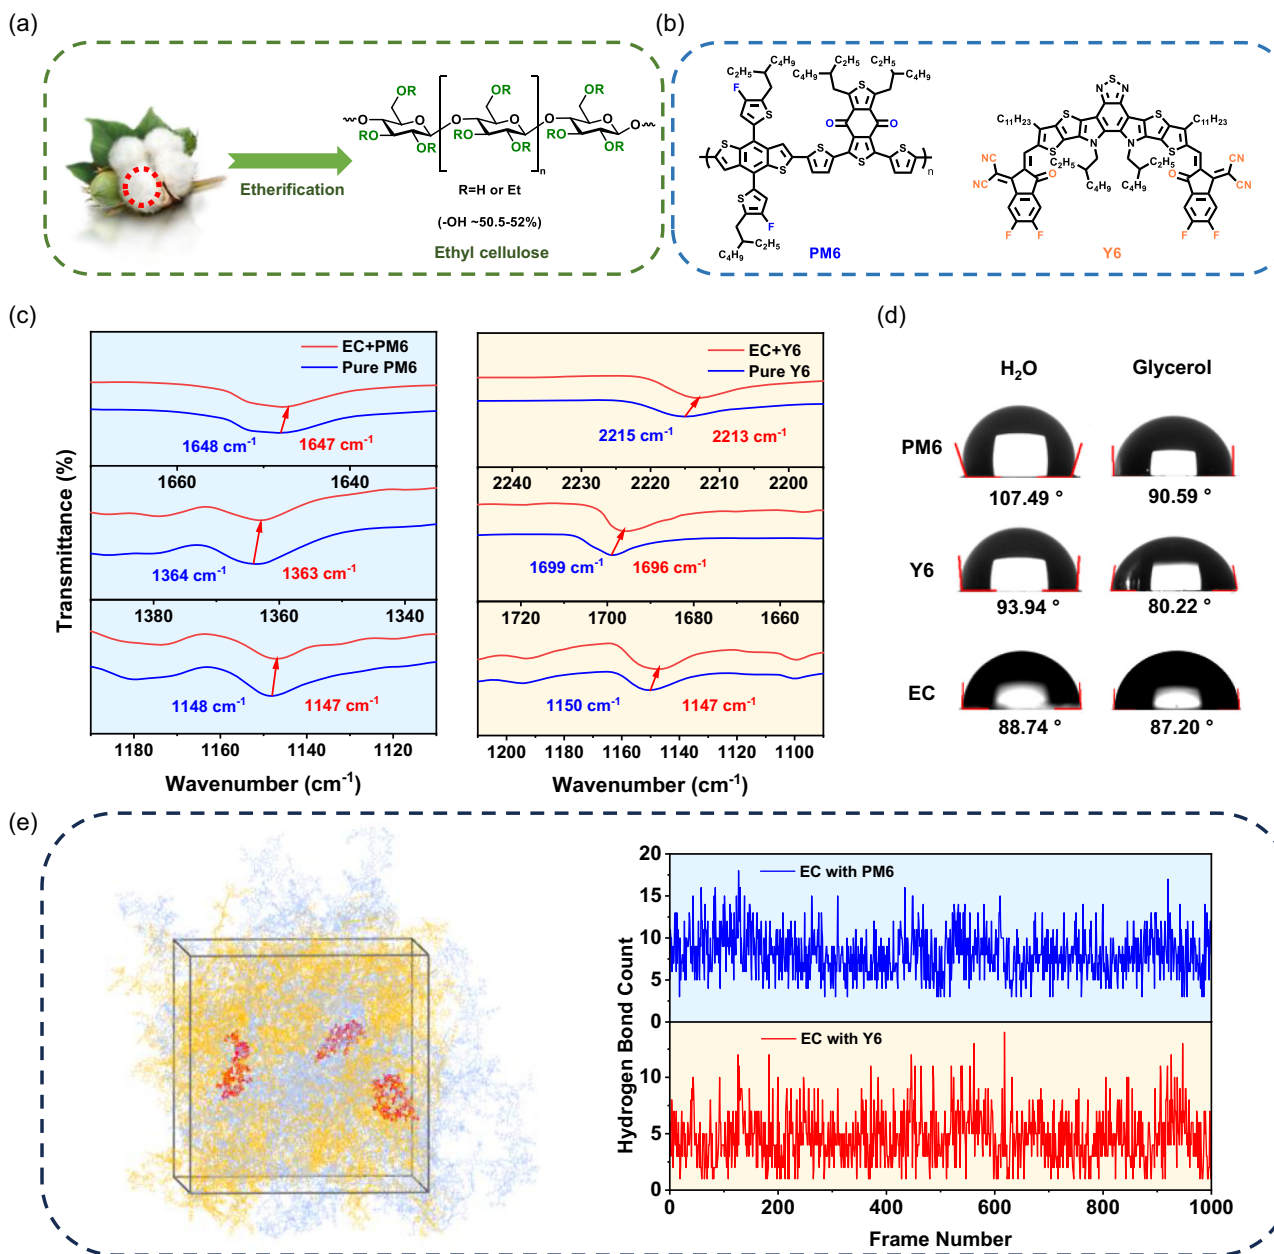 (a)
OR
OR
OR
O
O
O
O
O
O
RO
RO
RO
OR
OR
OR
n
Etherification
R=H or Et
(-OH ~50.5-52%)
Ethyl cellulose
(b)
C₂H₅
C₄H₉
C₄H₉
C₂H₅
C₂H₅
C₄H₉
F
S
S
S
O
O
S
S
S
S
S
n
F
C₂H₅
C₄H₉
PM6
S
N
N
C₁₁H₂₃
C₁₁H₂₃
S
S
S
S
N
N
C₂H₅
C₂H₅
C₄H₉
C₄H₉
NC
CN
O
O
CN
CN
F
F
F
F
Y6
(c)
Transmittance (%)
EC+PM6
Pure PM6
1648 cm⁻¹
1647 cm⁻¹
1660
1640
1364 cm⁻¹
1363 cm⁻¹
1380
1360
1340
1148 cm⁻¹
1147 cm⁻¹
1180
1160
1140
1120
Wavenumber (cm⁻¹)
EC+Y6
Pure Y6
2215 cm⁻¹
2213 cm⁻¹
2240
2230
2220
2210
2200
1699 cm⁻¹
1696 cm⁻¹
1720
1700
1680
1660
1150 cm⁻¹
1147 cm⁻¹
1200
1180
1160
1140
1120
1100
Wavenumber (cm⁻¹)
(d)
H₂O
Glycerol
PM6
107.49 °
90.59 °
Y6
93.94 °
80.22 °
EC
88.74 °
87.20 °
(e)
Hydrogen Bond Count
20
15
10
5
0
EC with PM6
10
5
0
EC with Y6
0
200
400
600
800
1000
Frame Number